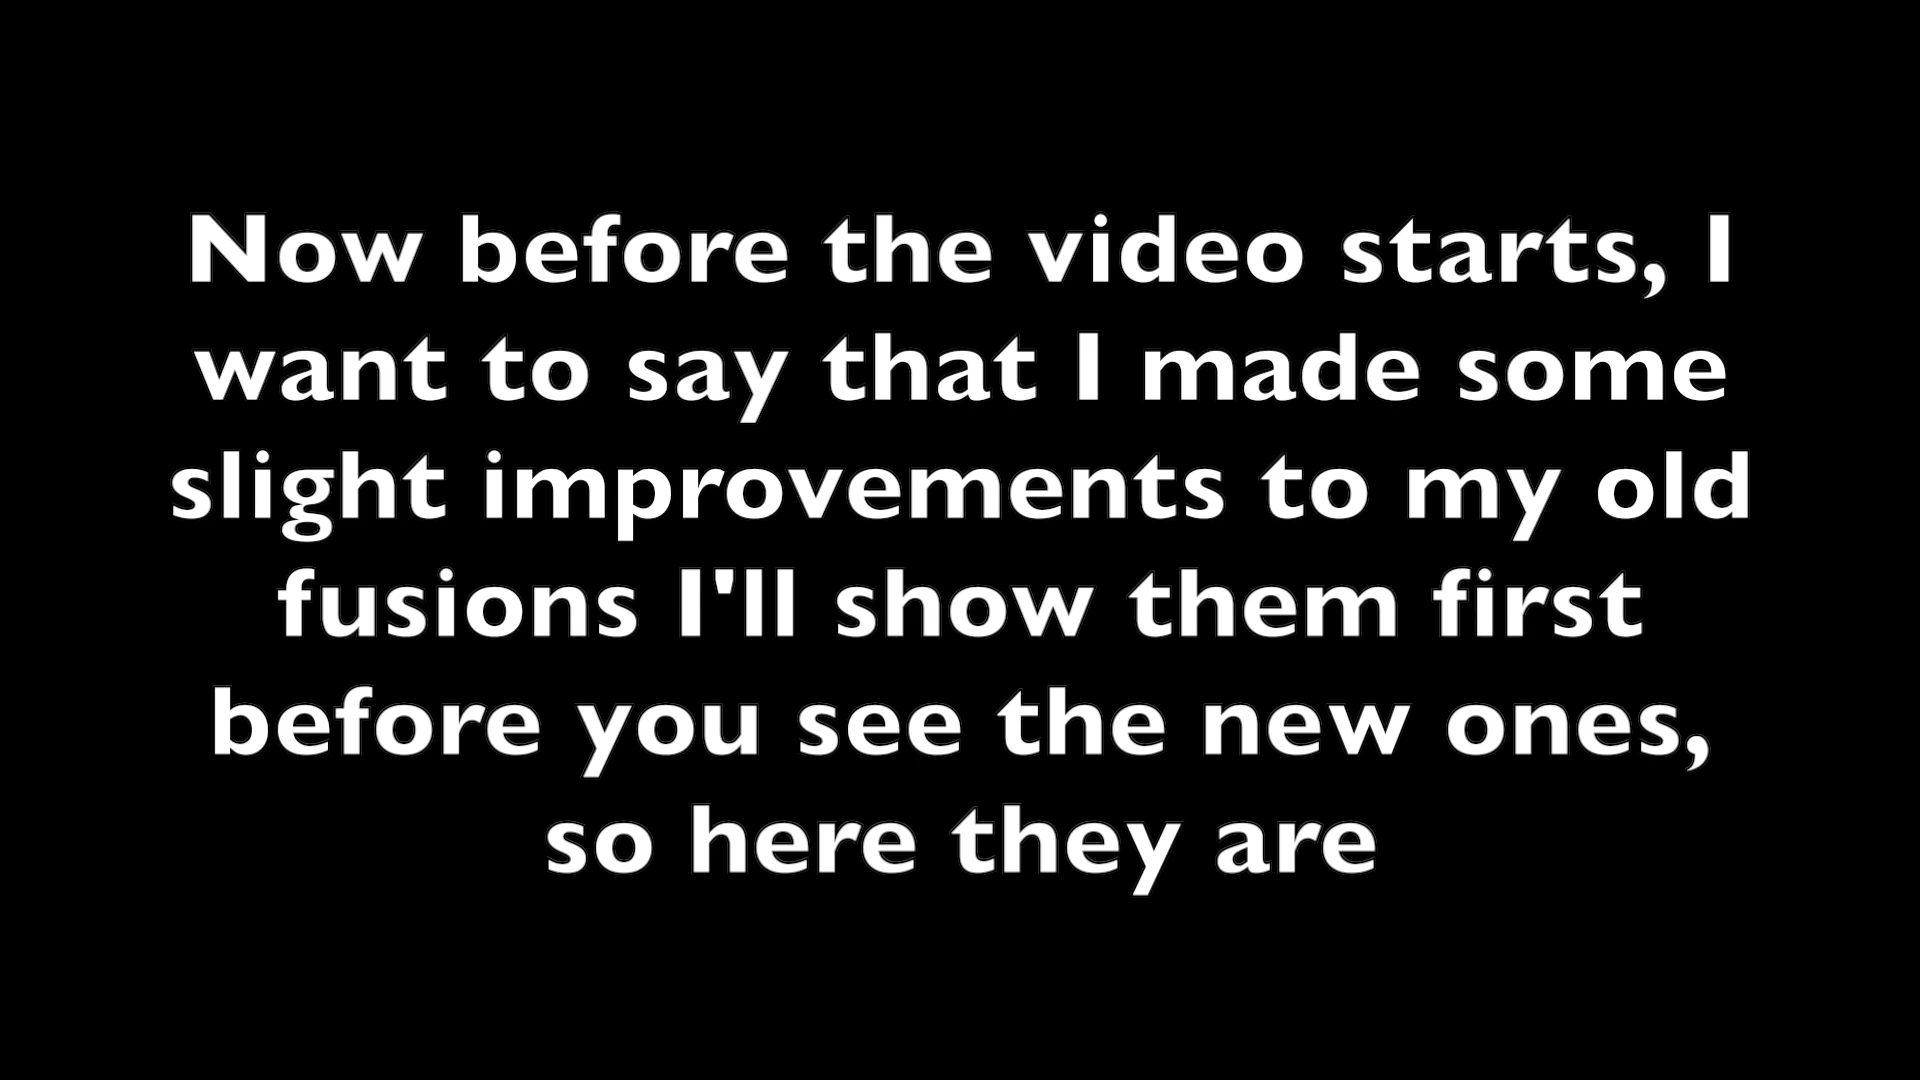 Now before the video starts, I
want to say that I made some
slight improvements to my old
fusions I'll show them first
before you see the new ones,
so here they are